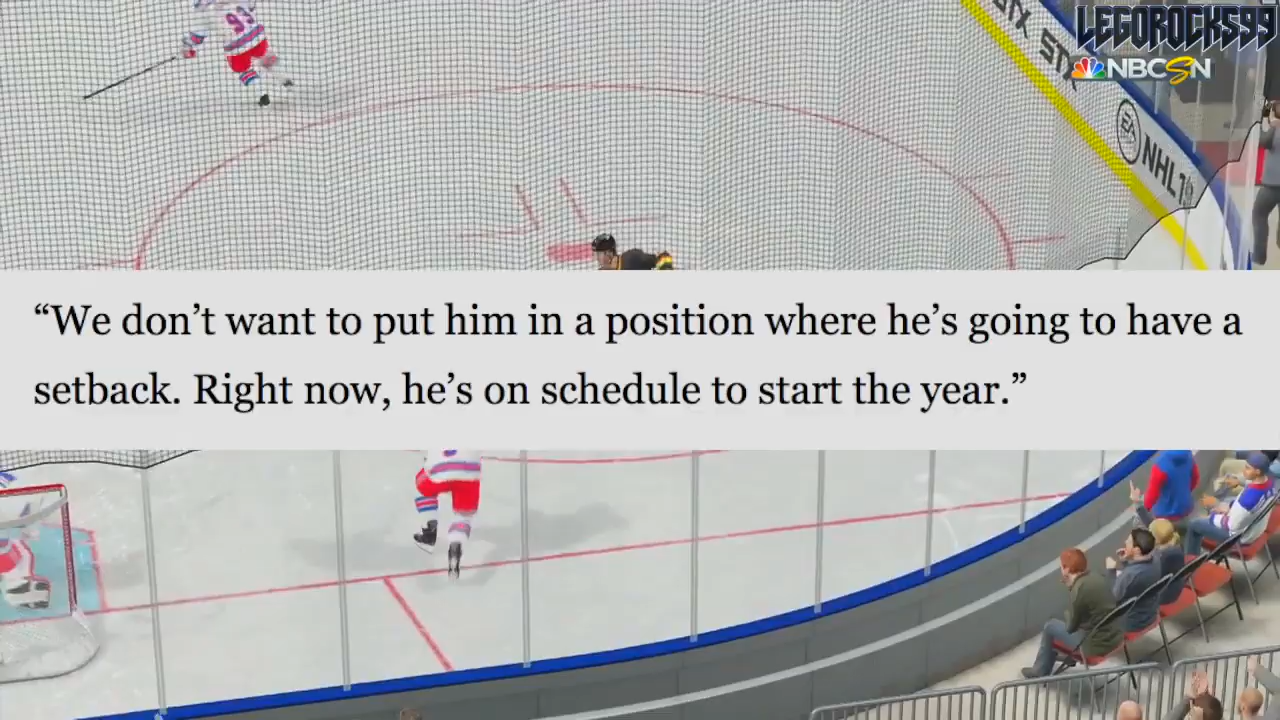 LEGOROCKS99
NBCSN
EA
NHL
“We don’t want to put him in a position where he’s going to have a
setback. Right now, he’s on schedule to start the year.”